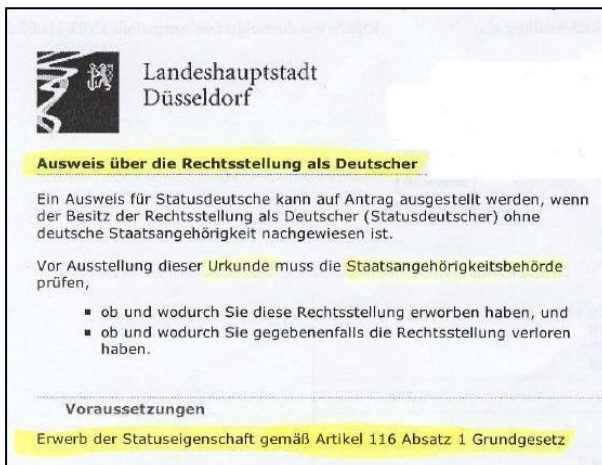 Landeshauptstadt
Düsseldorf
Ausweis über die Rechtsstellung als Deutscher
Ein Ausweis für Statusdeutsche kann auf Antrag ausgestellt werden, wenn
der Besitz der Rechtsstellung als Deutscher (Statusdeutscher) ohne
deutsche Staatsangehörigkeit nachgewiesen ist.
Vor Ausstellung dieser Urkunde muss die Staatsangehörigkeitsbehörde
prüfen,
▪ ob und wodurch Sie diese Rechtsstellung erworben haben, und
▪ ob und wodurch Sie gegebenenfalls die Rechtsstellung verloren
haben.
Voraussetzungen
Erwerb der Statuseigenschaft gemäß Artikel 116 Absatz 1 Grundgesetz